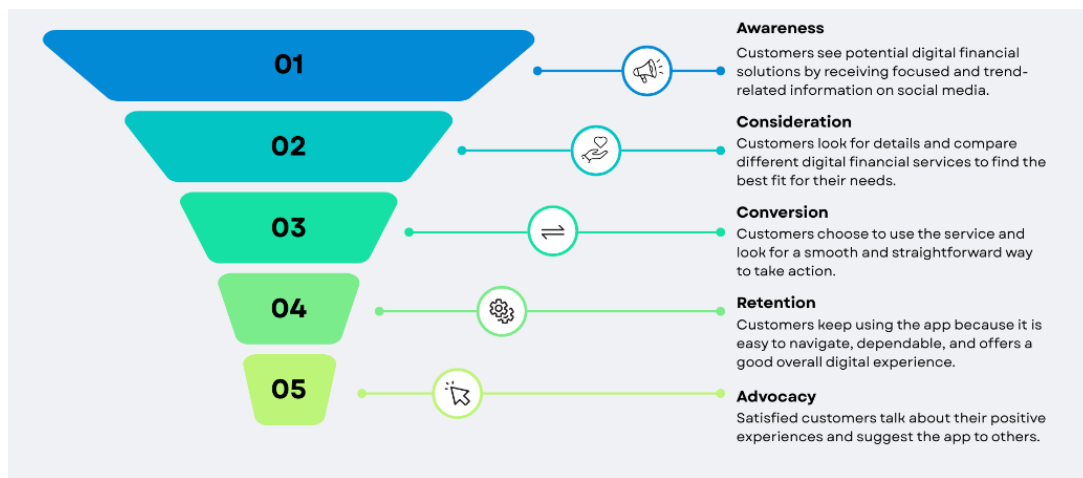 01
Awareness
Customers see potential digital financial
solutions by receiving focused and trend-
related information on social media.
02
Consideration
Customers look for details and compare
different digital financial services to find the
best fit for their needs.
03
Conversion
Customers choose to use the service and
look for a smooth and straightforward way
to take action.
04
Retention
Customers keep using the app because it is
easy to navigate, dependable, and offers a
good overall digital experience.
05
Advocacy
Satisfied customers talk about their positive
experiences and suggest the app to others.